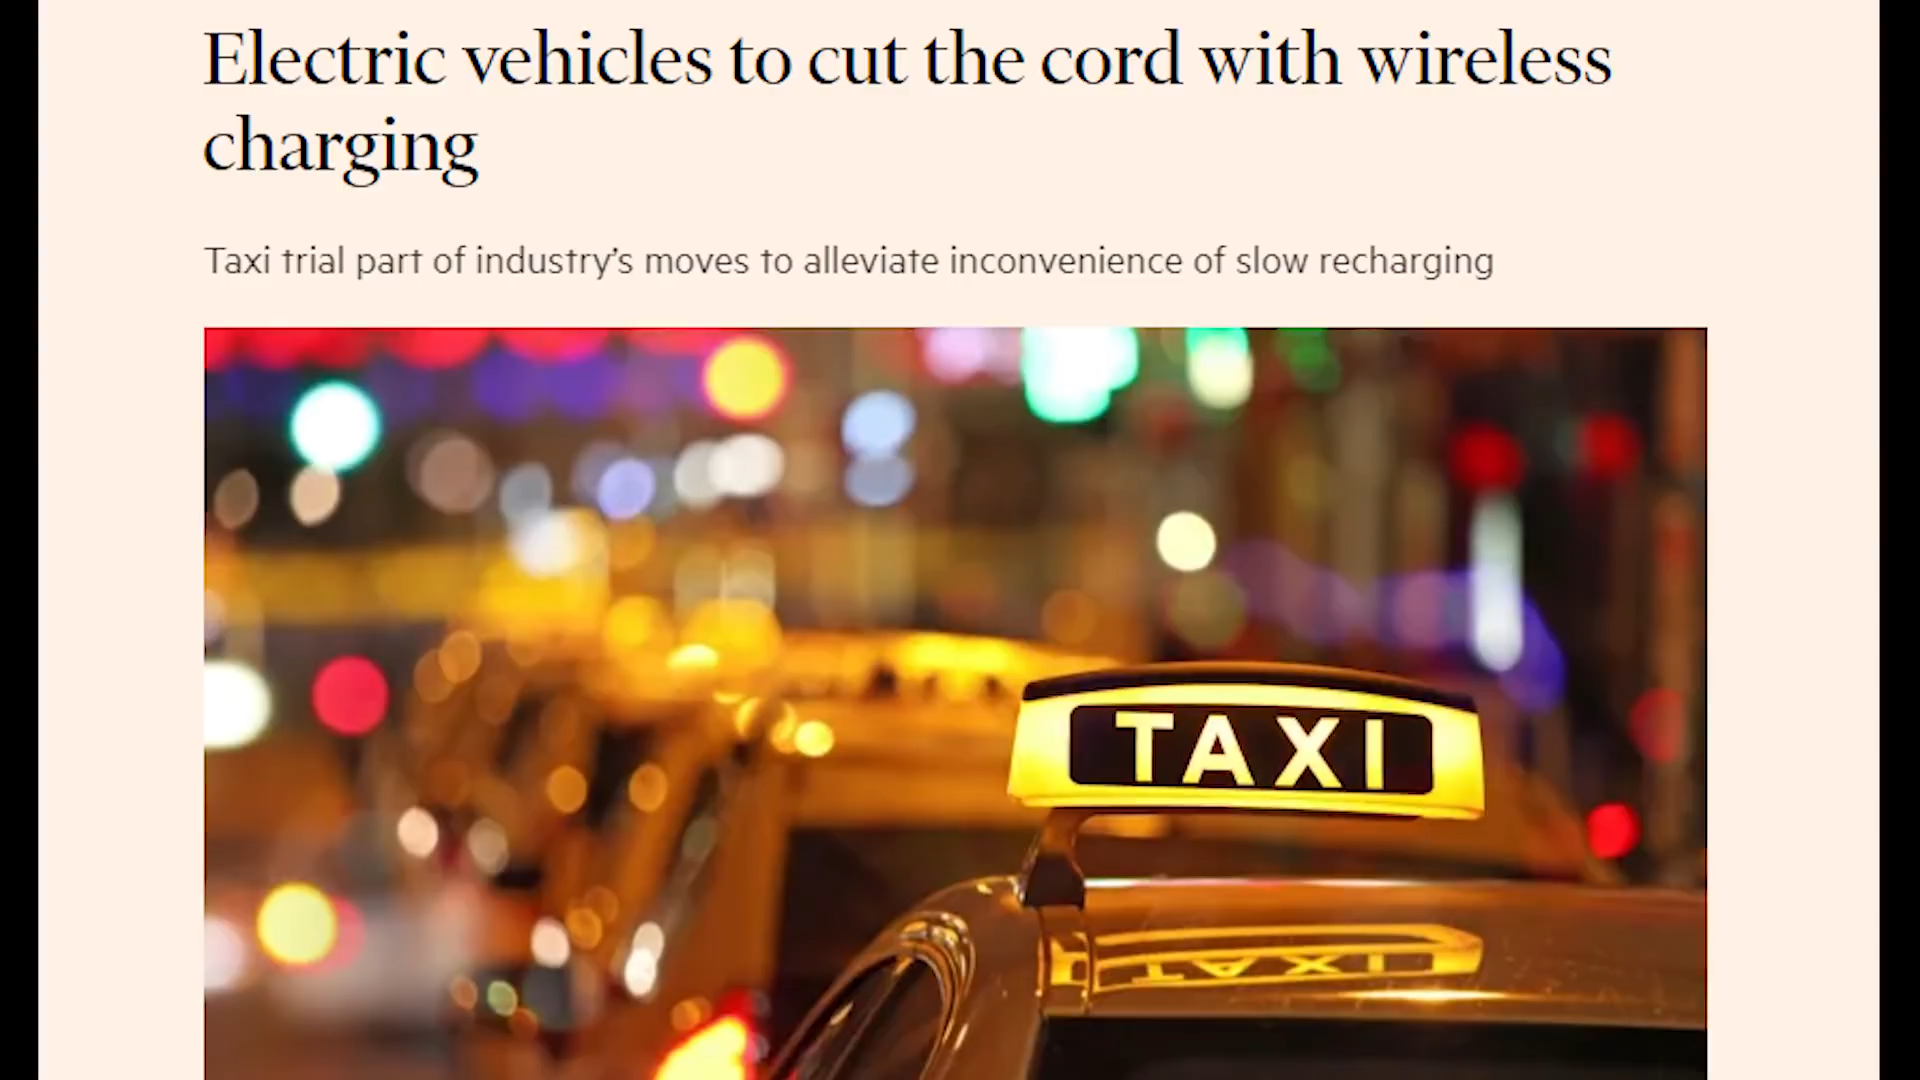 Electric vehicles to cut the cord with wireless
charging
Taxi trial part of industry’s moves to alleviate inconvenience of slow recharging
TAXI